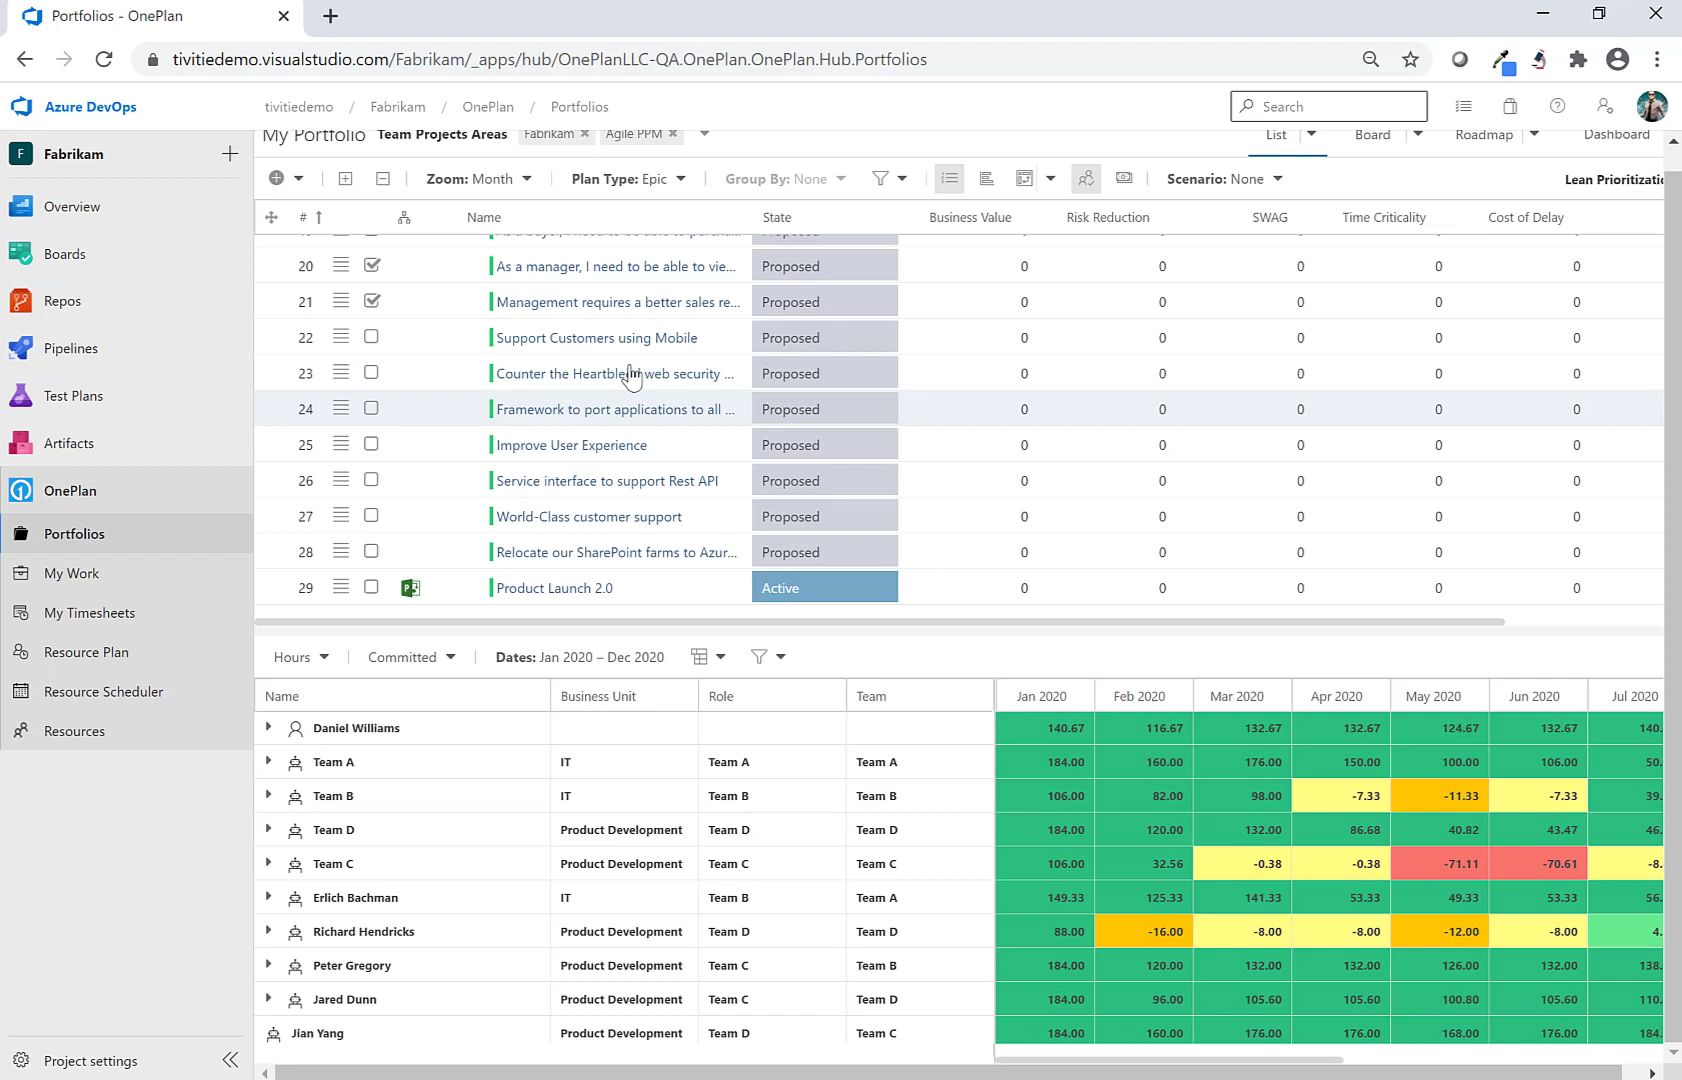 Portfolios - OnePlan
tivitiedemo.visualstudio.com/Fabrikam/_apps/hub/OnePlanLLC-QA.OnePlan.OnePlan.Hub.Portfolios
Azure DevOps
tivitiedemo / Fabrikam / OnePlan / Portfolios
Search
F Fabrikam
Overview
Boards
Repos
Pipelines
Test Plans
Artifacts
OnePlan
Portfolios
My Work
My Timesheets
Resource Plan
Resource Scheduler
Resources
Project settings
My Portfolio Team Projects Areas Fabrikam Agile PPM List Board Roadmap Dashboard
Zoom: Month Plan Type: Epic Group By: None Scenario: None Lean Prioritizatio
# Name State Business Value Risk Reduction SWAG Time Criticality Cost of Delay
20 As a manager, I need to be able to vie... Proposed 0 0 0 0 0
21 Management requires a better sales re... Proposed 0 0 0 0 0
22 Support Customers using Mobile Proposed 0 0 0 0 0
23 Counter the Heartbleed web security ... Proposed 0 0 0 0 0
24 Framework to port applications to all ... Proposed 0 0 0 0 0
25 Improve User Experience Proposed 0 0 0 0 0
26 Service interface to support Rest API Proposed 0 0 0 0 0
27 World-Class customer support Proposed 0 0 0 0 0
28 Relocate our SharePoint farms to Azur... Proposed 0 0 0 0 0
29 Product Launch 2.0 Active 0 0 0 0 0
Hours Committed Dates: Jan 2020 – Dec 2020
Name Business Unit Role Team Jan 2020 Feb 2020 Mar 2020 Apr 2020 May 2020 Jun 2020 Jul 2020
Daniel Williams 140.67 116.67 132.67 132.67 124.67 132.67 140.
Team A IT Team A Team A 184.00 160.00 176.00 150.00 100.00 106.00 50.
Team B IT Team B Team B 106.00 82.00 98.00 -7.33 -11.33 -7.33 39.
Team D Product Development Team D Team D 184.00 120.00 132.00 86.68 40.82 43.47 46.
Team C Product Development Team C Team C 106.00 32.56 -0.38 -0.38 -71.11 -70.61 -8.
Erlich Bachman IT Team B Team A 149.33 125.33 141.33 53.33 49.33 53.33 56.
Richard Hendricks Product Development Team D Team D 88.00 -16.00 -8.00 -8.00 -12.00 -8.00 4.
Peter Gregory Product Development Team C Team B 184.00 120.00 132.00 132.00 126.00 132.00 138.
Jared Dunn Product Development Team C Team D 184.00 96.00 105.60 105.60 100.80 105.60 110.
Jian Yang Product Development Team D Team C 184.00 160.00 176.00 176.00 168.00 176.00 184.